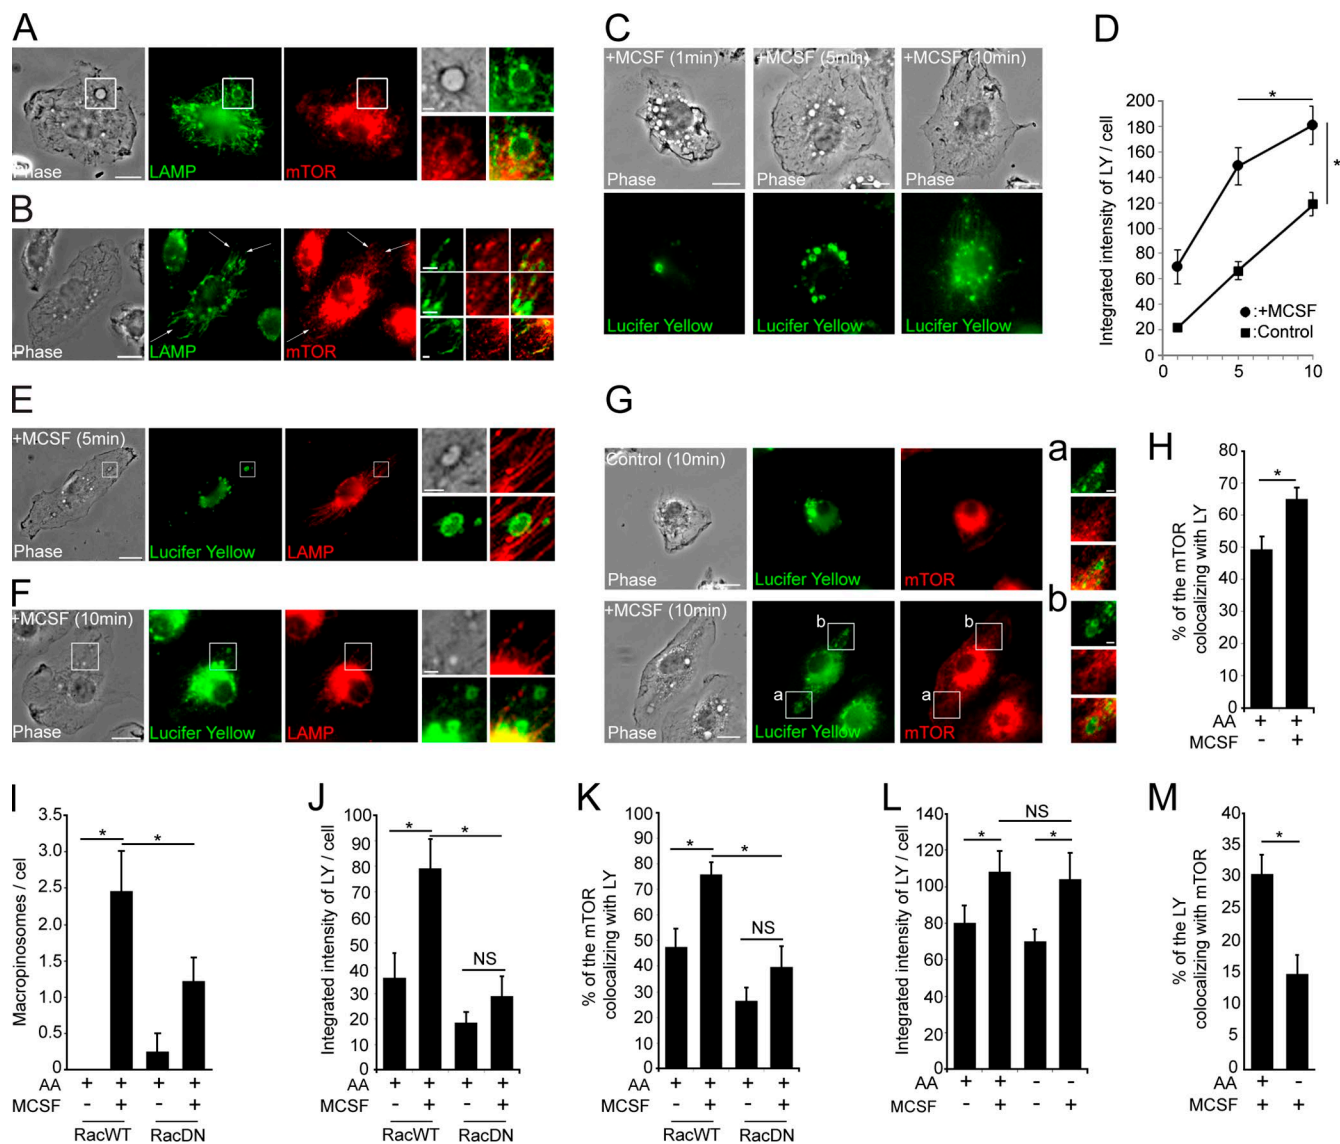 A
Phase
LAMP
mTOR
B
Phase
LAMP
mTOR
C
+MCSF (1min)
+MCSF (5min)
+MCSF (10min)
Phase
Phase
Phase
Lucifer Yellow
Lucifer Yellow
Lucifer Yellow
D
Integrated intensity of LY / cell
200
180
160
140
120
100
80
60
40
20
0
0
5
10
*
*
:+MCSF
:Control
E
+MCSF (5min)
Phase
Lucifer Yellow
LAMP
F
+MCSF (10min)
Phase
Lucifer Yellow
LAMP
G
Control (10min)
Phase
Lucifer Yellow
mTOR
+MCSF (10min)
Phase
Lucifer Yellow
b
a
mTOR
b
a
a
b
H
% of the mTOR
colocalizing with LY
80
70
60
50
40
30
20
10
0
*
AA + +
MCSF - +
I
Macropinosomes / cell
3.5
3.0
2.5
2.0
1.5
1.0
0.5
0
* *
AA + + + +
MCSF - + - +
RacWT RacDN
J
Integrated intensity of LY / cell
100
90
80
70
60
50
40
30
20
10
0
* *
NS
AA + + + +
MCSF - + - +
RacWT RacDN
K
% of the mTOR
colocalizing with LY
100
90
80
70
60
50
40
30
20
10
0
* *
NS
AA + + + +
MCSF - + - +
RacWT RacDN
L
Integrated intensity of LY / cell
140
120
100
80
60
40
20
0
NS
* *
AA + + - -
MCSF - + - +
M
% of the LY
colocalizing with mTOR
40
35
30
25
20
15
10
5
0
*
AA + -
MCSF + +